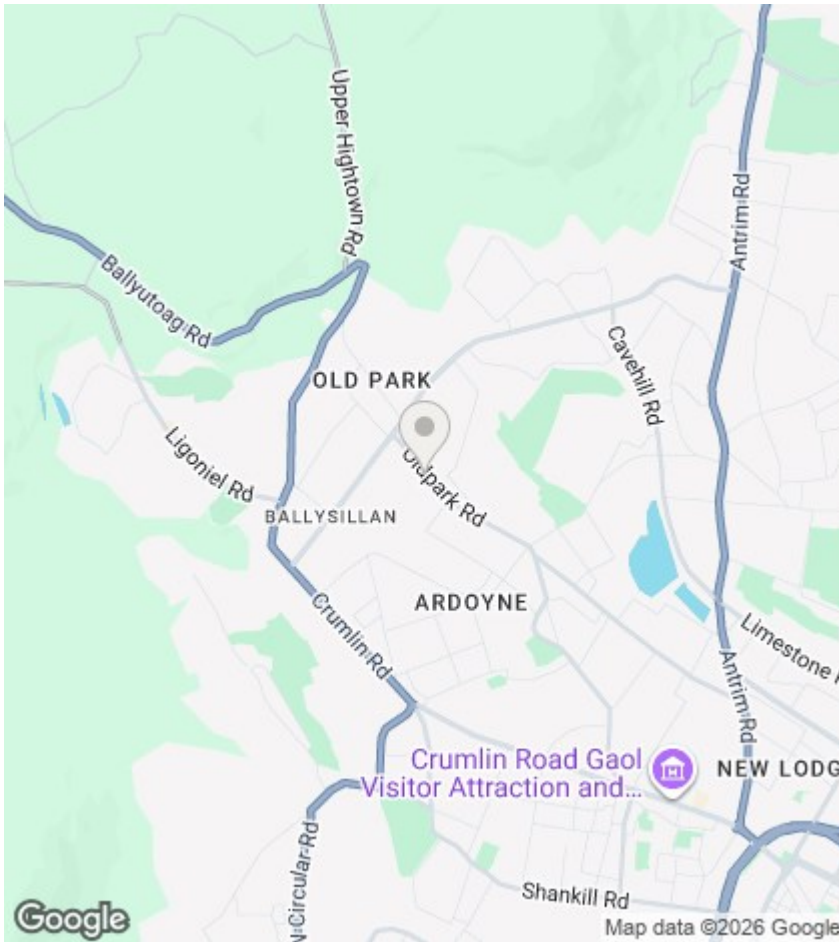 Upper Hightown Rd
Antrim Rd
Ballyutoag Rd
Cavehill Rd
OLD PARK
Ligoniel Rd
Oldpark Rd
BALLYSILLAN
ARDOYNE
Crumlin Rd
Limestone
Antrim Rd
Crumlin Road Gaol
Visitor Attraction and...
NEW LODG
N Circular Rd
Shankill Rd
Google
Map data ©2026 Google